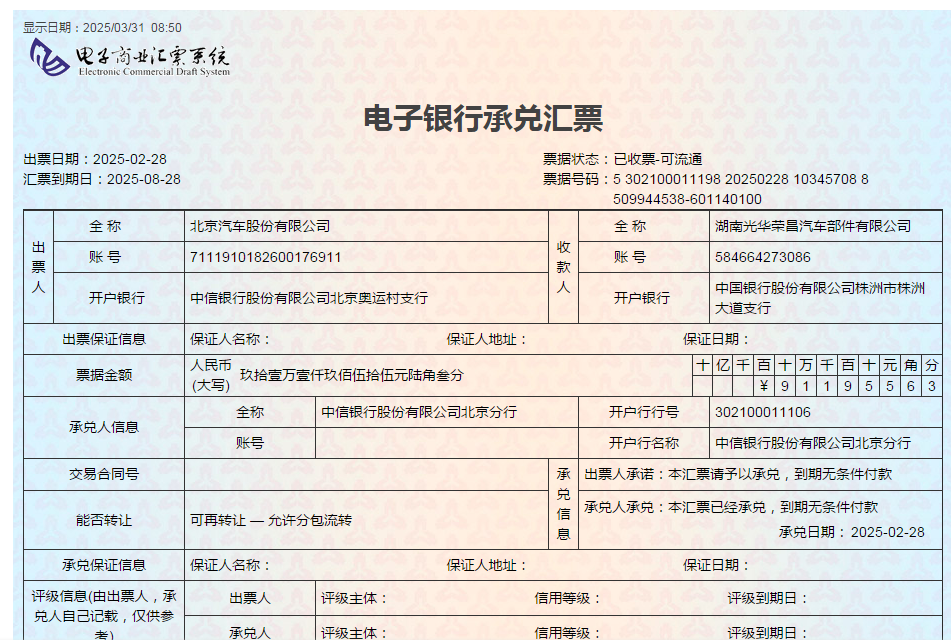 显示日期：2025/03/31 08:50
电子商业汇票系统
Electronic Commercial Draft System
电子银行承兑汇票
出票日期：2025-02-28
票据状态：已收票-可流通
汇票到期日：2025-08-28
票据号码：5 302100011198 20250228 10345708 8
509944538-601140100
出票人
全 称
北京汽车股份有限公司
收款人
全 称
湖南光华荣昌汽车部件有限公司
账 号
7111910182600176911
账 号
584664273086
开户银行
中信银行股份有限公司北京奥运村支行
开户银行
中国银行股份有限公司株洲市株洲
大道支行
出票保证信息
保证人名称：
保证人地址：
保证日期：
票据金额
人民币
(大写)
玖拾壹万壹仟玖佰伍拾伍元陆角叁分
十 亿 千 百 十 万 千 百 十 元 角 分
¥ 9 1 1 9 5 5 6 3
承兑人信息
全称
中信银行股份有限公司北京分行
开户行行号
302100011106
账号
开户行名称
中信银行股份有限公司北京分行
交易合同号
承兑信息
出票人承诺：本汇票请予以承兑，到期无条件付款
能否转让
可再转让 — 允许分包流转
承兑人承兑：本汇票已经承兑，到期无条件付款
承兑日期：2025-02-28
承兑保证信息
保证人名称：
保证人地址：
保证日期：
评级信息(由出票人，承
兑人自己记载，仅供参
考)
出票人
评级主体：
信用等级：
评级到期日：
承兑人
评级主体：
信用等级：
评级到期日：